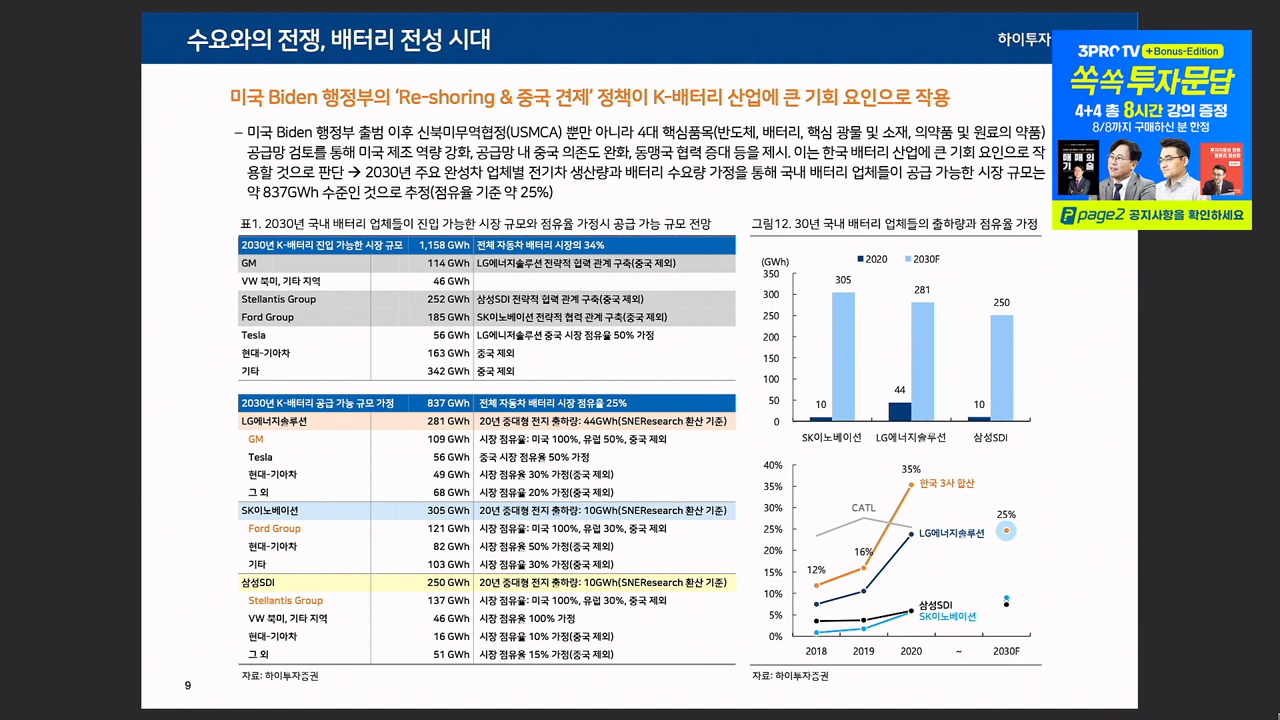 수요와의 전쟁, 배터리 전성 시대
하이투자
3PROTV +Bonus-Edition
쏙쏙 투자문답
4+4 총 8시간 강의 증정
8/8까지 구매하신 분 한정
page2 공지사항을 확인하세요
미국 Biden 행정부의 ‘Re-shoring & 중국 견제’ 정책이 K-배터리 산업에 큰 기회 요인으로 작용
– 미국 Biden 행정부 출범 이후 신북미무역협정(USMCA) 뿐만 아니라 4대 핵심품목(반도체, 배터리, 핵심 광물 및 소재, 의약품 및 원료의 약품)
공급망 검토를 통해 미국 제조 역량 강화, 공급망 내 중국 의존도 완화, 동맹국 협력 증대 등을 제시. 이는 한국 배터리 산업에 큰 기회 요인으로 작
용할 것으로 판단 → 2030년 주요 완성차 업체별 전기차 생산량과 배터리 수요량 가정을 통해 국내 배터리 업체들이 공급 가능한 시장 규모는
약 837GWh 수준인 것으로 추정(점유율 기준 약 25%)
표1. 2030년 국내 배터리 업체들이 진입 가능한 시장 규모와 점유율 가정시 공급 가능 규모 전망
2030년 K-배터리 진입 가능한 시장 규모 1,158 GWh 전체 자동차 배터리 시장의 34%
GM 114 GWh LG에너지솔루션 전략적 협력 관계 구축(중국 제외)
VW 북미, 기타 지역 46 GWh
Stellantis Group 252 GWh 삼성SDI 전략적 협력 관계 구축(중국 제외)
Ford Group 185 GWh SK이노베이션 전략적 협력 관계 구축(중국 제외)
Tesla 56 GWh LG에너저솔루션 중국 시장 점유율 50% 가정
현대-기아차 163 GWh 중국 제외
기타 342 GWh 중국 제외
2030년 K-배터리 공급 가능 규모 가정 837 GWh 전체 자동차 배터리 시장 점유율 25%
LG에너지솔루션 281 GWh 20년 중대형 전지 출하량: 44GWh(SNEResearch 환산 기준)
GM 109 GWh 시장 점유율: 미국 100%, 유럽 50%, 중국 제외
Tesla 56 GWh 중국 시장 점유율 50% 가정
현대-기아차 49 GWh 시장 점유율 30% 가정(중국 제외)
그 외 68 GWh 시장 점유율 20% 가정(중국 제외)
SK이노베이션 305 GWh 20년 중대형 전지 출하량: 10GWh(SNEResearch 환산 기준)
Ford Group 121 GWh 시장 점유율: 미국 100%, 유럽 30%, 중국 제외
현대-기아차 82 GWh 시장 점유율 50% 가정(중국 제외)
기타 103 GWh 시장 점유율 30% 가정(중국 제외)
삼성SDI 250 GWh 20년 중대형 전지 출하량: 10GWh(SNEResearch 환산 기준)
Stellantis Group 137 GWh 시장 점유율: 미국 100%, 유럽 30%, 중국 제외
VW 북미, 기타 지역 46 GWh 시장 점유율 100% 가정
현대-기아차 16 GWh 시장 점유율 10% 가정(중국 제외)
그 외 51 GWh 시장 점유율 15% 가정(중국 제외)
자료: 하이투자증권
그림12. 30년 국내 배터리 업체들의 출하량과 점유율 가정
(GWh)
2020 2030F
350
300
250
200
150
100
50
0
10 305
44 281
10 250
SK이노베이션 LG에너지솔루션 삼성SDI
40%
35%
30%
25%
20%
15%
10%
5%
0%
12%
16%
35%
25%
한국 3사 합산
CATL
LG에너지솔루션
삼성SDI
SK이노베이션
2018 2019 2020 ~ 2030F
자료: 하이투자증권
9